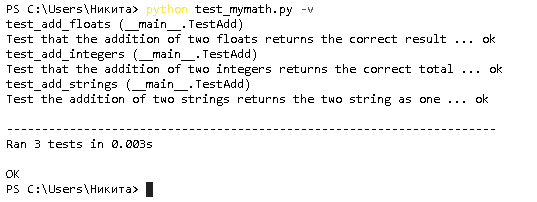 PS C:\Users\Никита> python test_mymath.py -v
test_add_floats (__main__.TestAdd)
Test that the addition of two floats returns the correct result ... ok
test_add_integers (__main__.TestAdd)
Test that the addition of two integers returns the correct total ... ok
test_add_strings (__main__.TestAdd)
Test the addition of two strings returns the two string as one ... ok
----------------------------------------------------------------------
Ran 3 tests in 0.003s
OK
PS C:\Users\Никита>